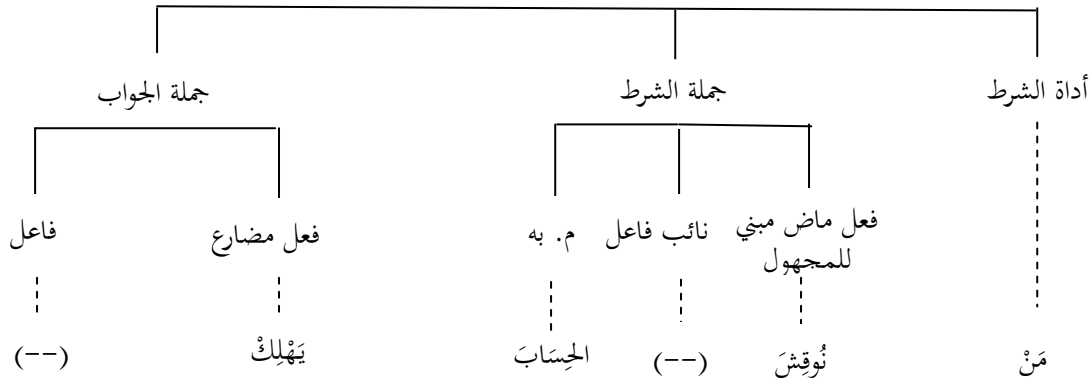 أداة الشرط جملة الشرط جملة الجواب
فعل ماض مبني للمجهول نائب فاعل م. به فعل مضارع فاعل
مَنْ نُوقِشَ (--) الحِسَابَ يَهْلِكْ (--)